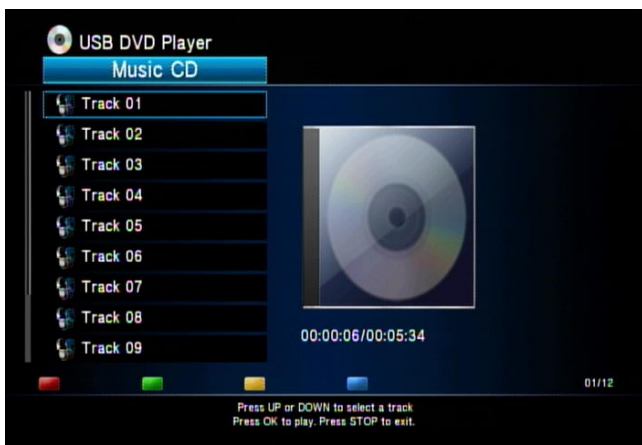 USB DVD Player
Music CD
Track 01
Track 02
Track 03
Track 04
Track 05
Track 06
Track 07
Track 08
Track 09
00:00:06/00:05:34
01/12
Press UP or DOWN to select a track
Press OK to play. Press STOP to exit.